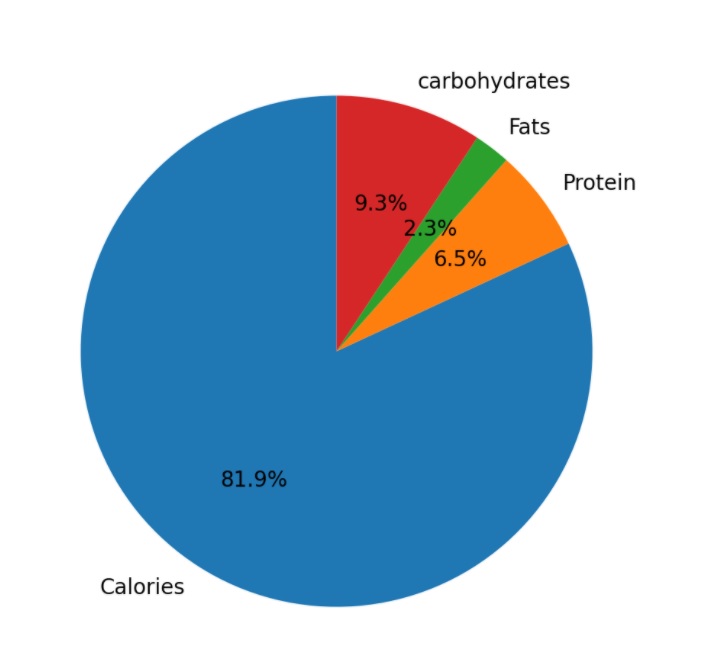 carbohydrates
Fats
Protein
9.3%
2.3%
6.5%
81.9%
Calories